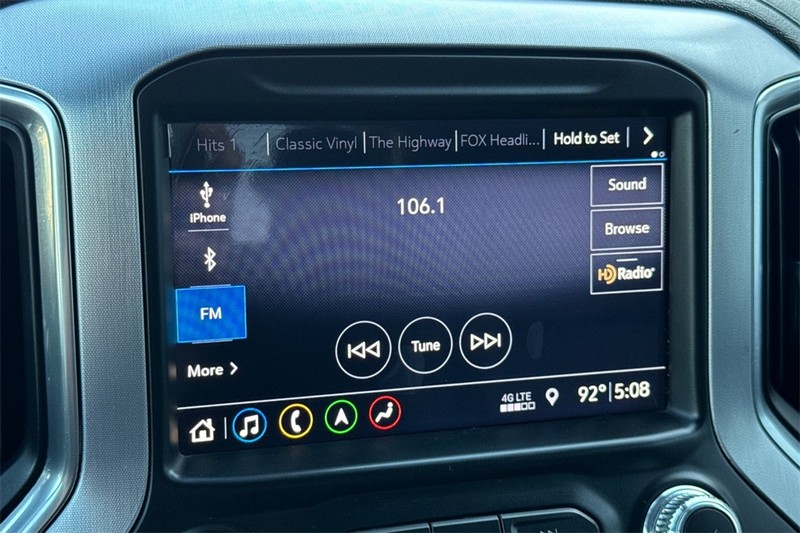 Hits 1 Classic Vinyl The Highway FOX Headli... Hold to Set
iPhone
106.1
Sound
Browse
HD Radio®
FM
Tune
More
4G LTE
92° 5:08